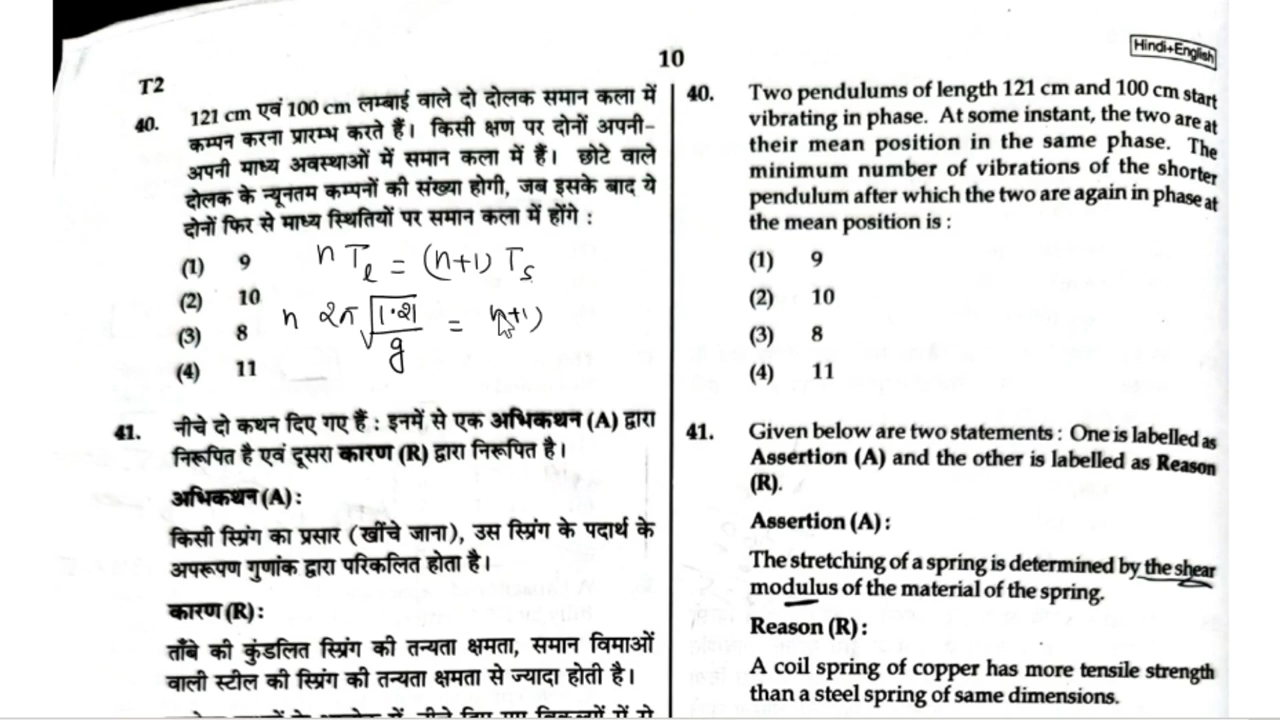 10
Hindi+English
T2
40. 121 cm एवं 100 cm लम्बाई वाले दो दोलक समान कला में
कम्पन करना प्रारम्भ करते हैं। किसी क्षण पर दोनों अपनी-
अपनी माध्य अवस्थाओं में समान कला में हैं। छोटे वाले
दोलक के न्यूनतम कम्पनों की संख्या होगी, जब इसके बाद ये
दोनों फिर से माध्य स्थितियों पर समान कला में होंगे :
(1) 9
(2) 10
(3) 8
(4) 11
n T_l = (n+1) T_s
n 2π √(1.21/g) = n+1)
41. नीचे दो कथन दिए गए हैं : इनमें से एक अभिकथन (A) द्वारा
निरूपित है एवं दूसरा कारण (R) द्वारा निरूपित है।
अभिकथन (A) :
किसी स्प्रिंग का प्रसार (खींचे जाना), उस स्प्रिंग के पदार्थ के
अपरूपण गुणांक द्वारा परिकलित होता है।
कारण (R) :
ताँबे की कुंडलित स्प्रिंग की तन्यता क्षमता, समान विमाओं
वाली स्टील की स्प्रिंग की तन्यता क्षमता से ज्यादा होती है।
40. Two pendulums of length 121 cm and 100 cm start
vibrating in phase. At some instant, the two are at
their mean position in the same phase. The
minimum number of vibrations of the shorter
pendulum after which the two are again in phase at
the mean position is :
(1) 9
(2) 10
(3) 8
(4) 11
41. Given below are two statements : One is labelled as
Assertion (A) and the other is labelled as Reason
(R).
Assertion (A) :
The stretching of a spring is determined by the shear
modulus of the material of the spring.
Reason (R) :
A coil spring of copper has more tensile strength
than a steel spring of same dimensions.